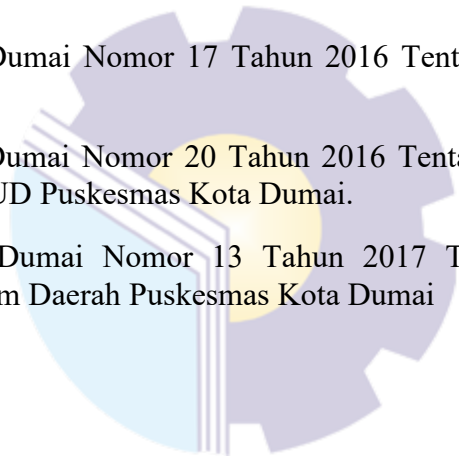 Dumai Nomor 17 Tahun 2016 Tent
Dumai Nomor 20 Tahun 2016 Tenta
UD Puskesmas Kota Dumai.
Dumai Nomor 13 Tahun 2017 T
m Daerah Puskesmas Kota Dumai